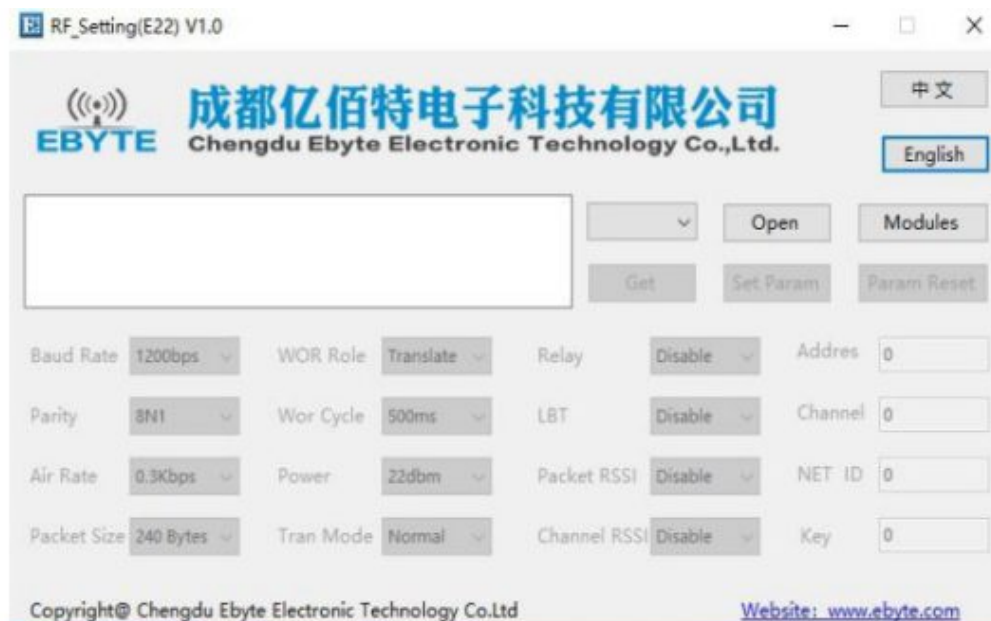 RF_Setting(E22) V1.0
EBYTE
成都亿佰特电子科技有限公司
Chengdu Ebyte Electronic Technology Co.,Ltd.
中文
English
Open
Modules
Get
Set Param
Param Reset
Baud Rate 1200bps WOR Role Translate Relay Disable Addres 0
Parity 8N1 Wor Cycle 500ms LBT Disable Channel 0
Air Rate 0.3Kbps Power 22dbm Packet RSSI Disable NET ID 0
Packet Size 240 Bytes Tran Mode Normal Channel RSSI Disable Key 0
Copyright@ Chengdu Ebyte Electronic Technology Co.Ltd Website: www.ebyte.com